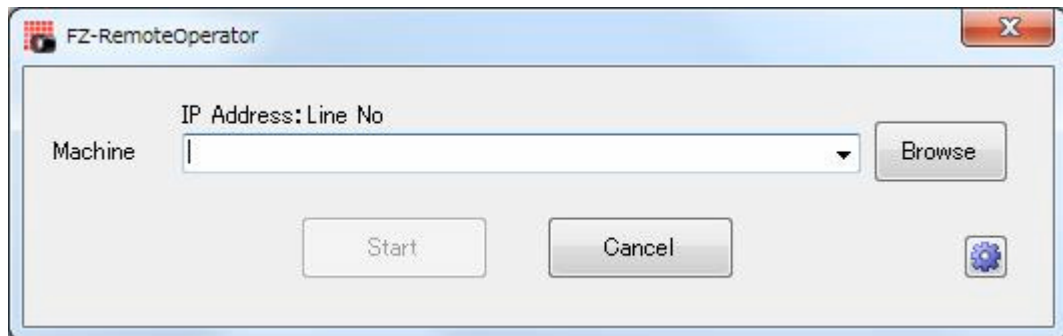 FZ-RemoteOperator
IP Address:Line No
Machine
Browse
Start
Cancel